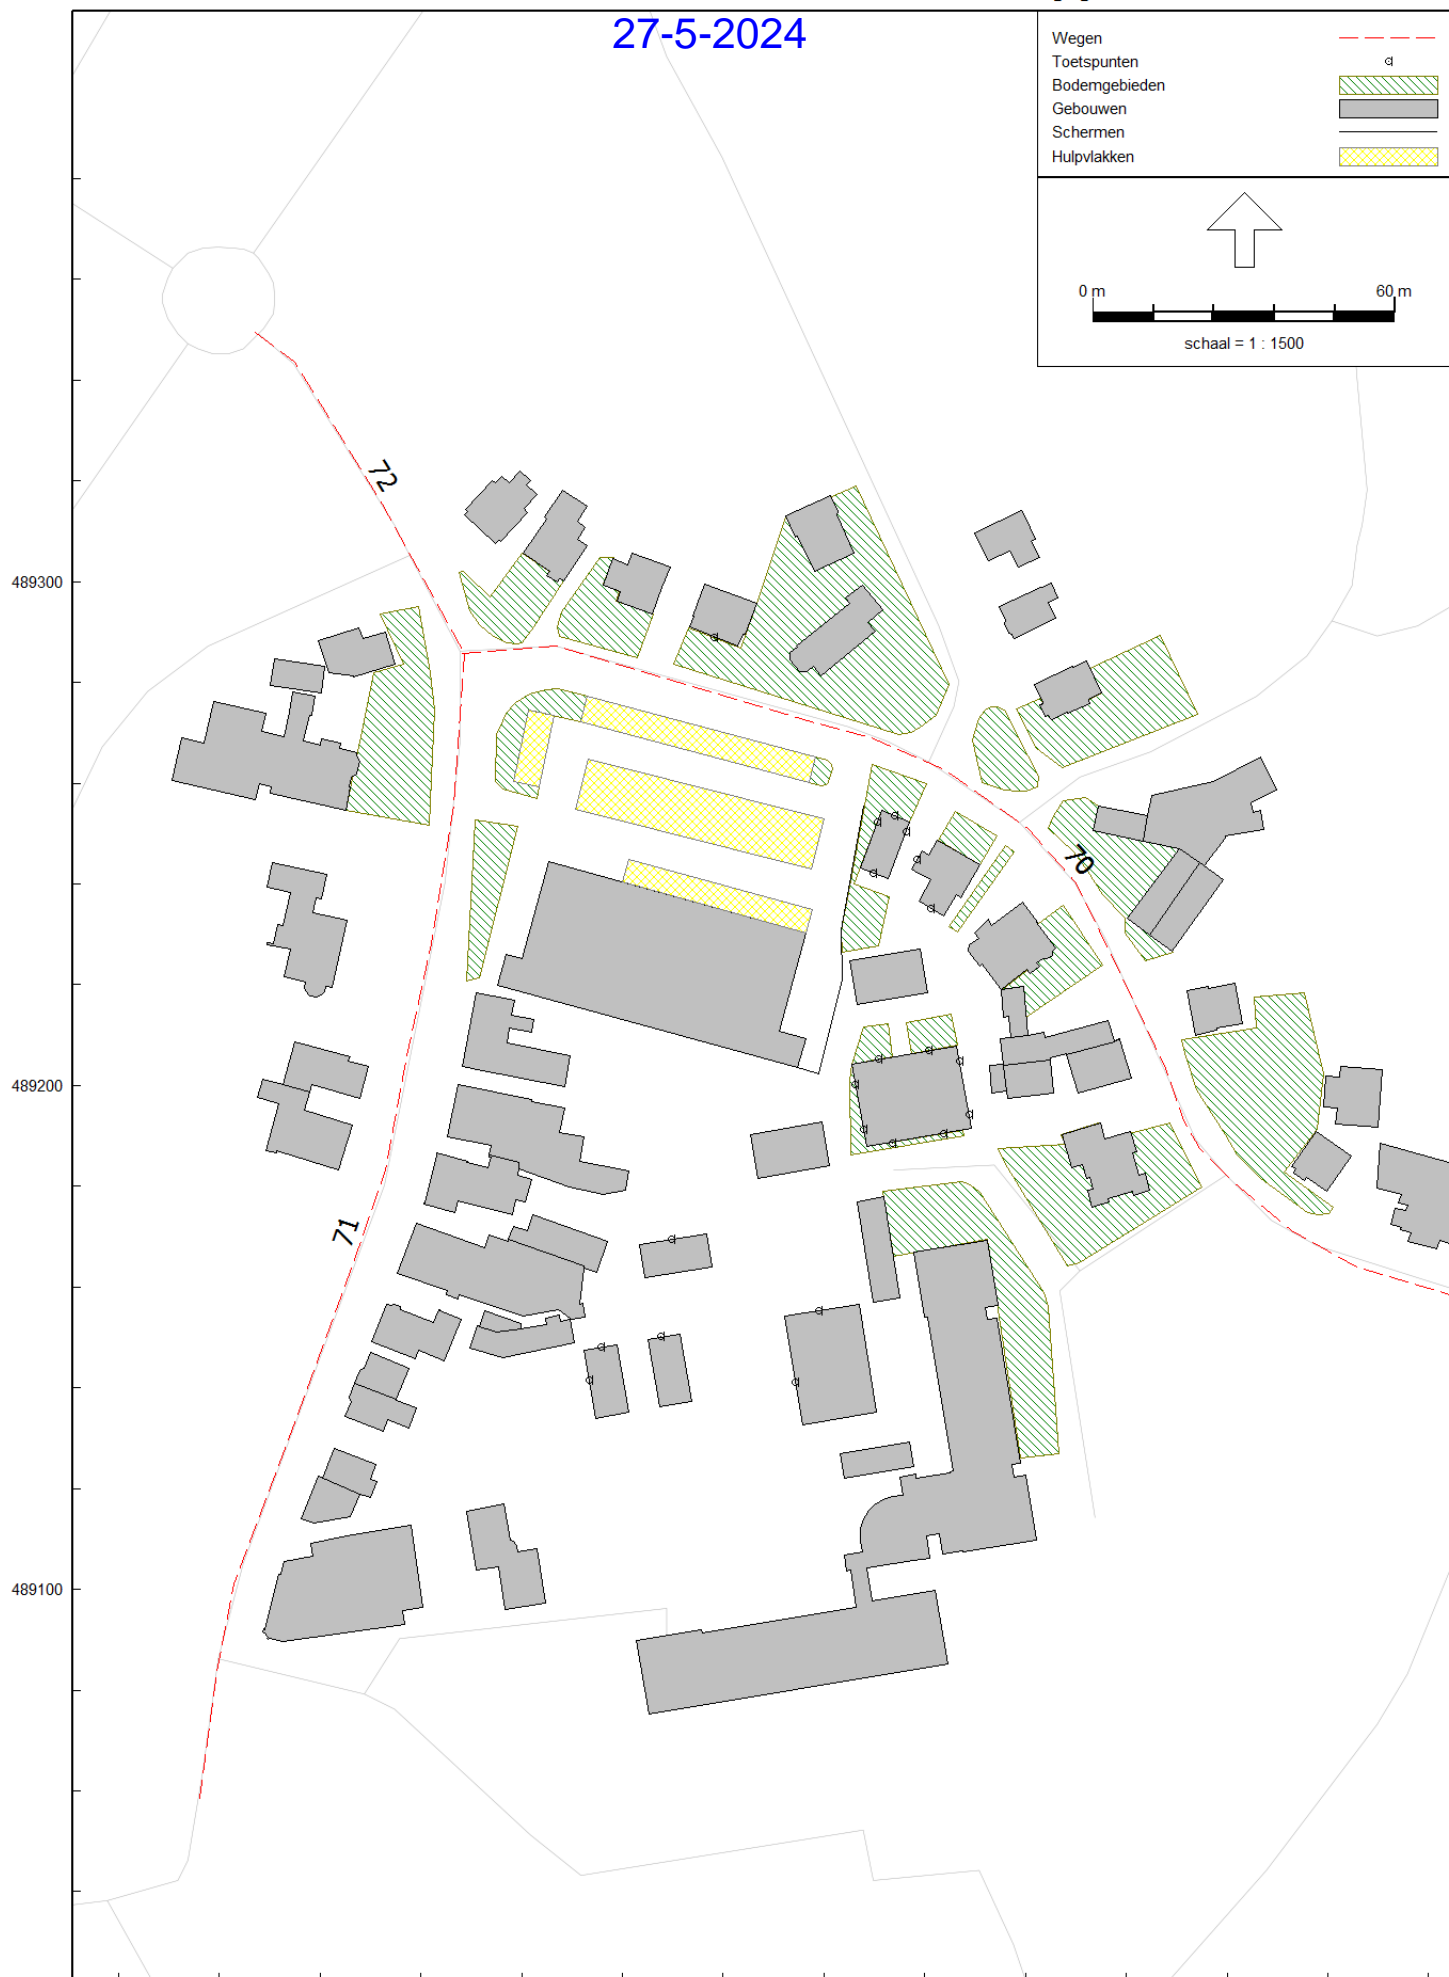 27-5-2024
Wegen
Toetspunten
Bodemgebieden
Gebouwen
Schermen
Hulpvlakken
0 m 60 m
schaal = 1 : 1500
72
489300
70
489200
71
489100